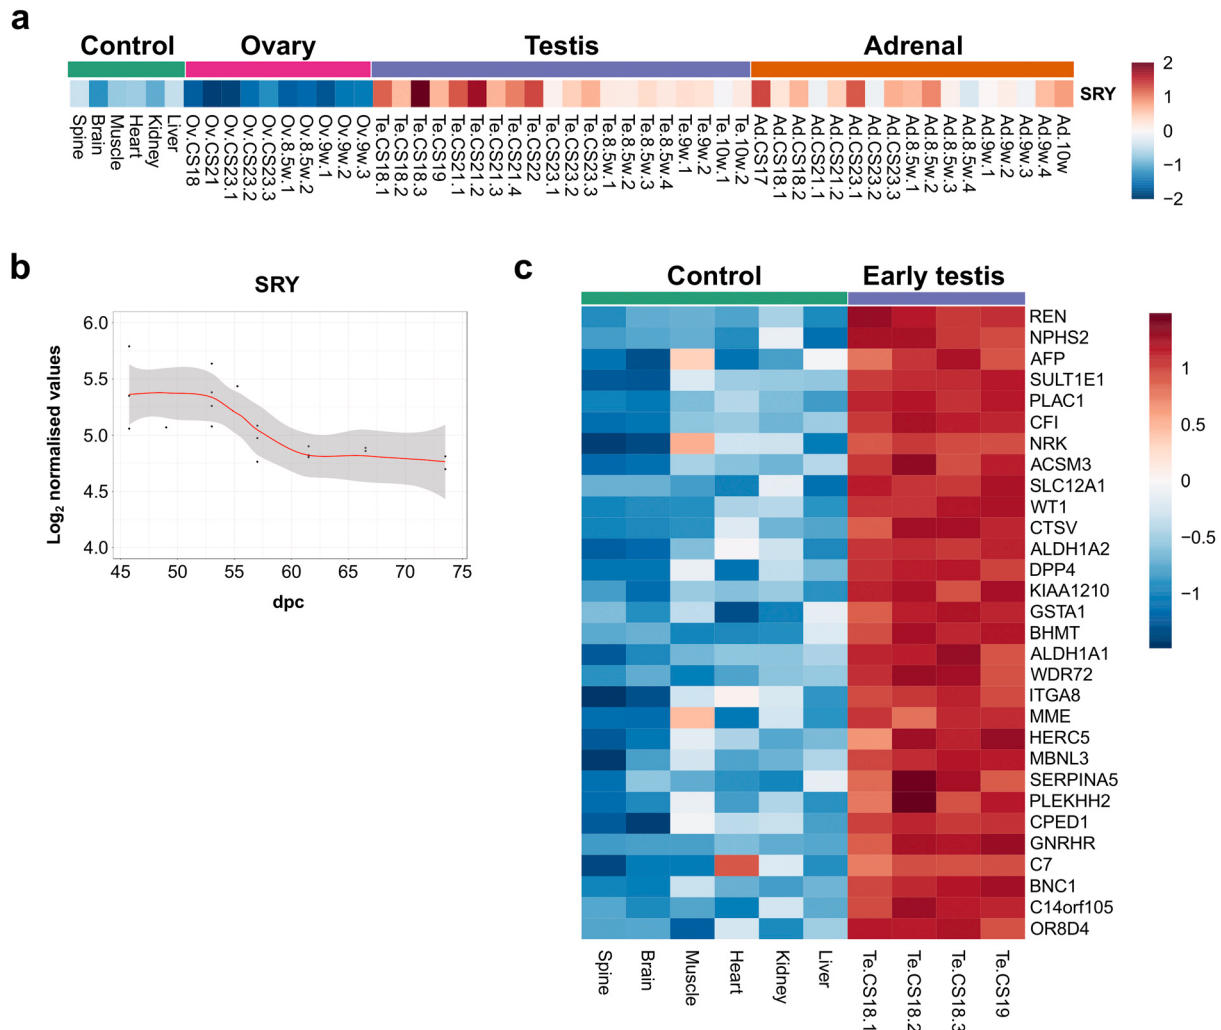 a
Control Ovary Testis Adrenal
SRY
2
1
0
−1
−2
Spine
Brain
Muscle
Heart
Kidney
Liver
Ov.CS18
Ov.CS21
Ov.CS23.1
Ov.CS23.2
Ov.CS23.3
Ov.8.5w.1
Ov.8.5w.2
Ov.9w.1
Ov.9w.2
Ov.9w.3
Te.CS18.1
Te.CS18.2
Te.CS18.3
Te.CS19
Te.CS21.1
Te.CS21.2
Te.CS21.3
Te.CS21.4
Te.CS22
Te.CS23.1
Te.CS23.2
Te.CS23.3
Te.8.5w.1
Te.8.5w.2
Te.8.5w.3
Te.8.5w.4
Te.9w.1
Te.9w.2
Te.10w.1
Te.10w.2
Ad.CS17
Ad.CS18.1
Ad.CS18.2
Ad.CS21.1
Ad.CS21.2
Ad.CS23.1
Ad.CS23.2
Ad.CS23.3
Ad.8.5w.1
Ad.8.5w.2
Ad.8.5w.3
Ad.8.5w.4
Ad.9w.1
Ad.9w.2
Ad.9w.3
Ad.9w.4
Ad.10w
b
SRY
Log2 normalised values
6.0
5.5
5.0
4.5
4.0
45 50 55 60 65 70 75
dpc
c
Control Early testis
REN
NPHS2
AFP
SULT1E1
PLAC1
CFI
NRK
ACSM3
SLC12A1
WT1
CTSV
ALDH1A2
DPP4
KIAA1210
GSTA1
BHMT
ALDH1A1
WDR72
ITGA8
MME
HERC5
MBNL3
SERPINA5
PLEKHH2
CPED1
GNRHR
C7
BNC1
C14orf105
OR8D4
1
0.5
0
−0.5
−1
Spine
Brain
Muscle
Heart
Kidney
Liver
Te.CS18.1
Te.CS18.2
Te.CS18.3
Te.CS19